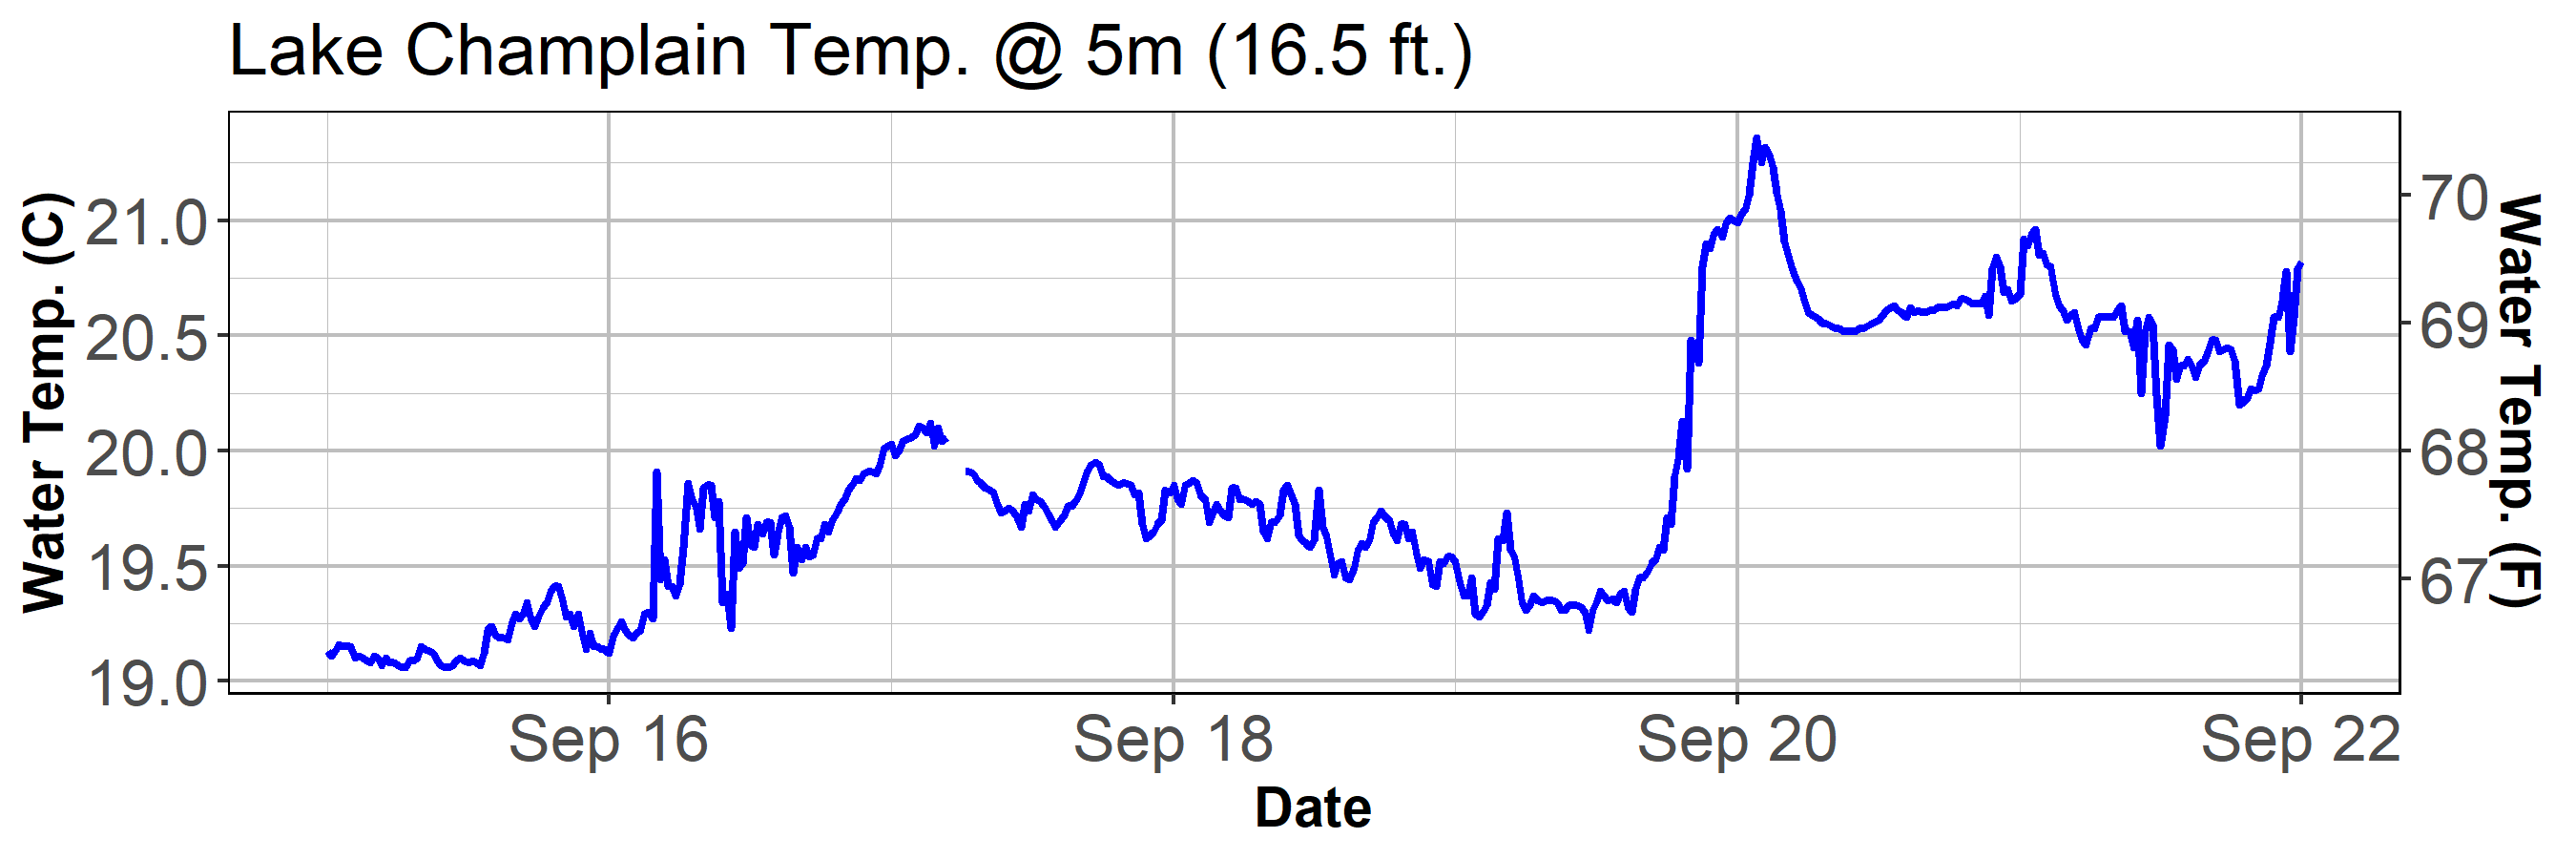 Lake Champlain Temp. @ 5m (16.5 ft.)
Water Temp. (C)
21.0
20.5
20.0
19.5
19.0
70
69
68
67
Water Temp. (F)
Sep 16 Sep 18 Sep 20 Sep 22
Date